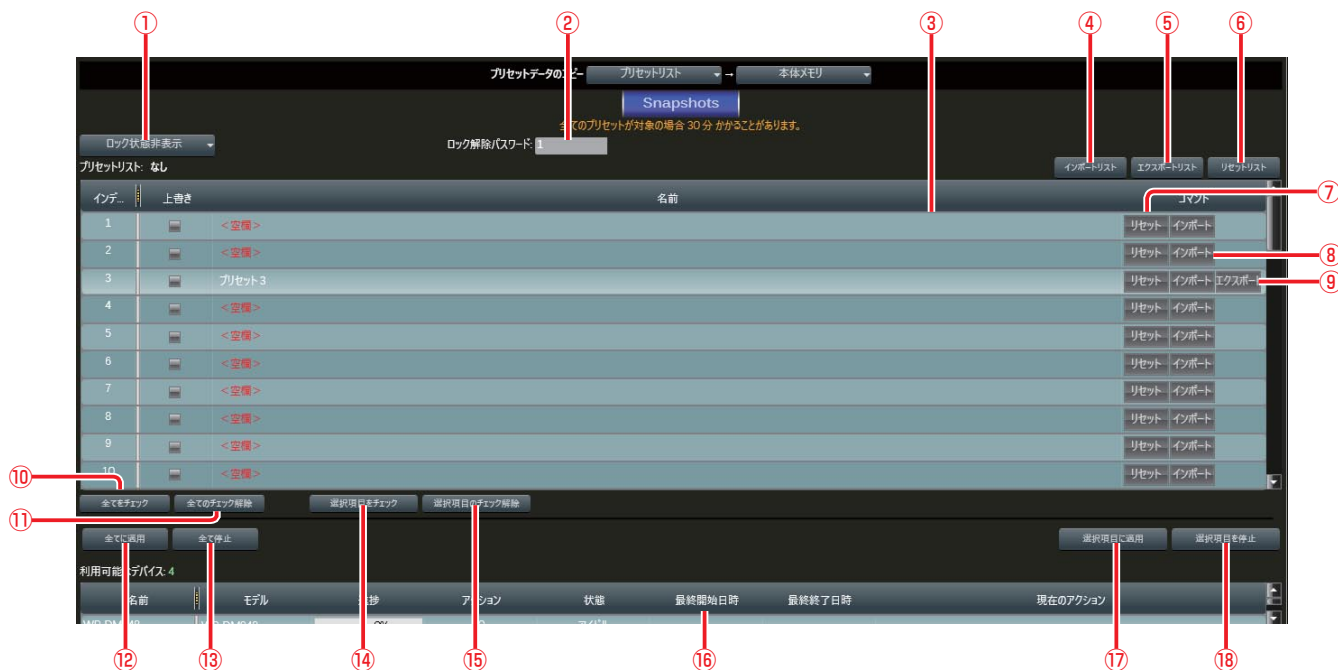 ① ② ③ ④ ⑤ ⑥
プリセットデータのコピー プリセットリスト → 本体メモリ
Snapshots
全てのプリセットが対象の場合 30 分 かかることがあります。
ロック状態非表示 ロック解除パスワード: 1
プリセットリスト: なし インポートリスト エクスポートリスト リセットリスト
インデ... 上書き 名前 コマンド ⑦
1 <空欄> リセット インポート
2 <空欄> リセット インポート ⑧
3 プリセット 3 リセット インポート エクスポート ⑨
4 <空欄> リセット インポート
5 <空欄> リセット インポート
6 <空欄> リセット インポート
7 <空欄> リセット インポート
8 <空欄> リセット インポート
9 <空欄> リセット インポート
10 <空欄> リセット インポート
⑩ 全てをチェック 全てのチェック解除 選択項目をチェック 選択項目のチェック解除
⑪
全てに適用 全て停止 選択項目に適用 選択項目を停止
利用可能なデバイス: 4
名前 モデル 進捗 アクション 状態 最終開始日時 最終終了日時 現在のアクション
⑫ ⑬ ⑭ ⑮ ⑯ ⑰ ⑱